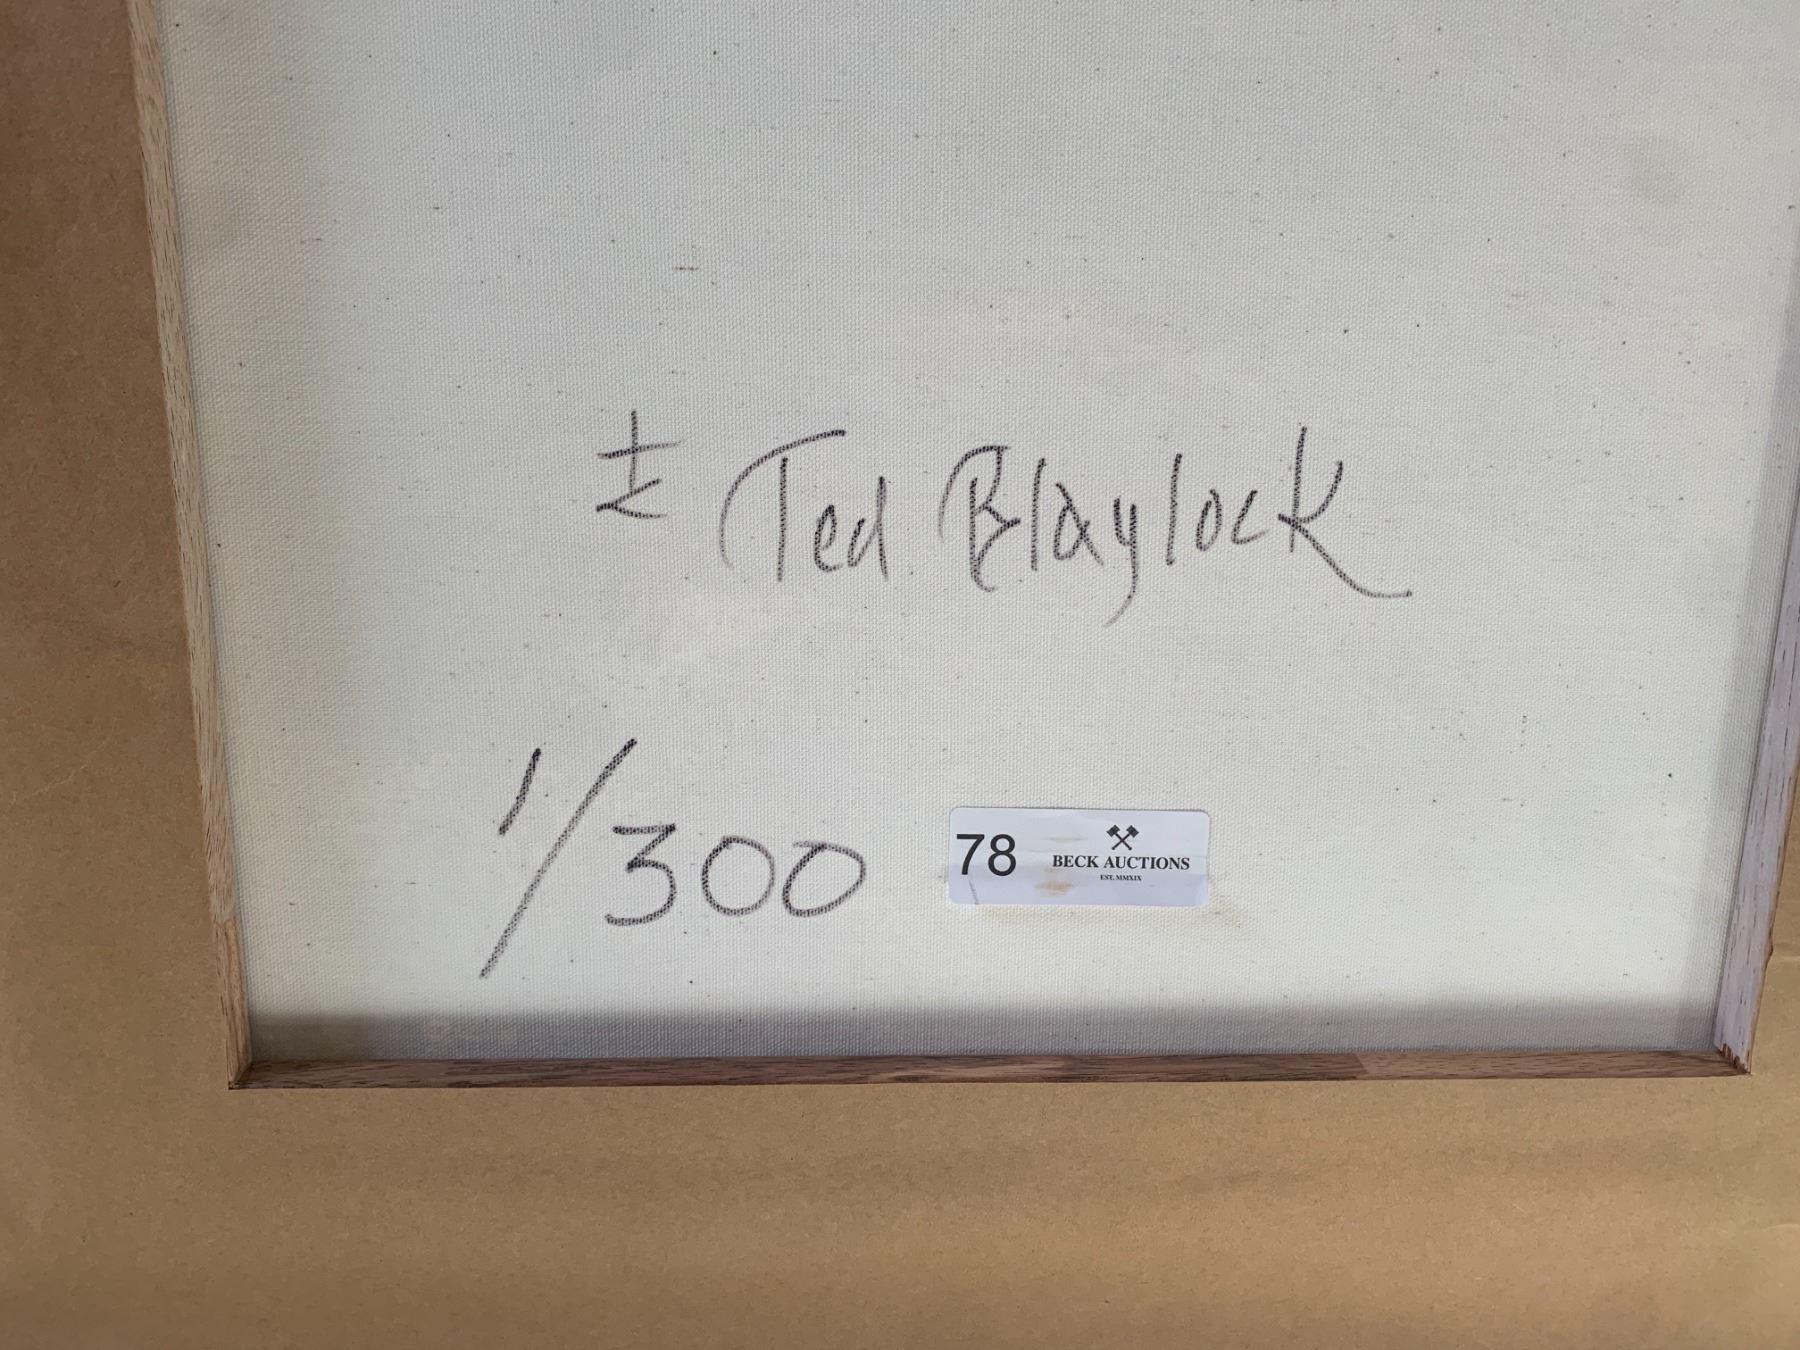 Ted Blaylock
1/300
78
BECK AUCTIONS
EST. MMXIX